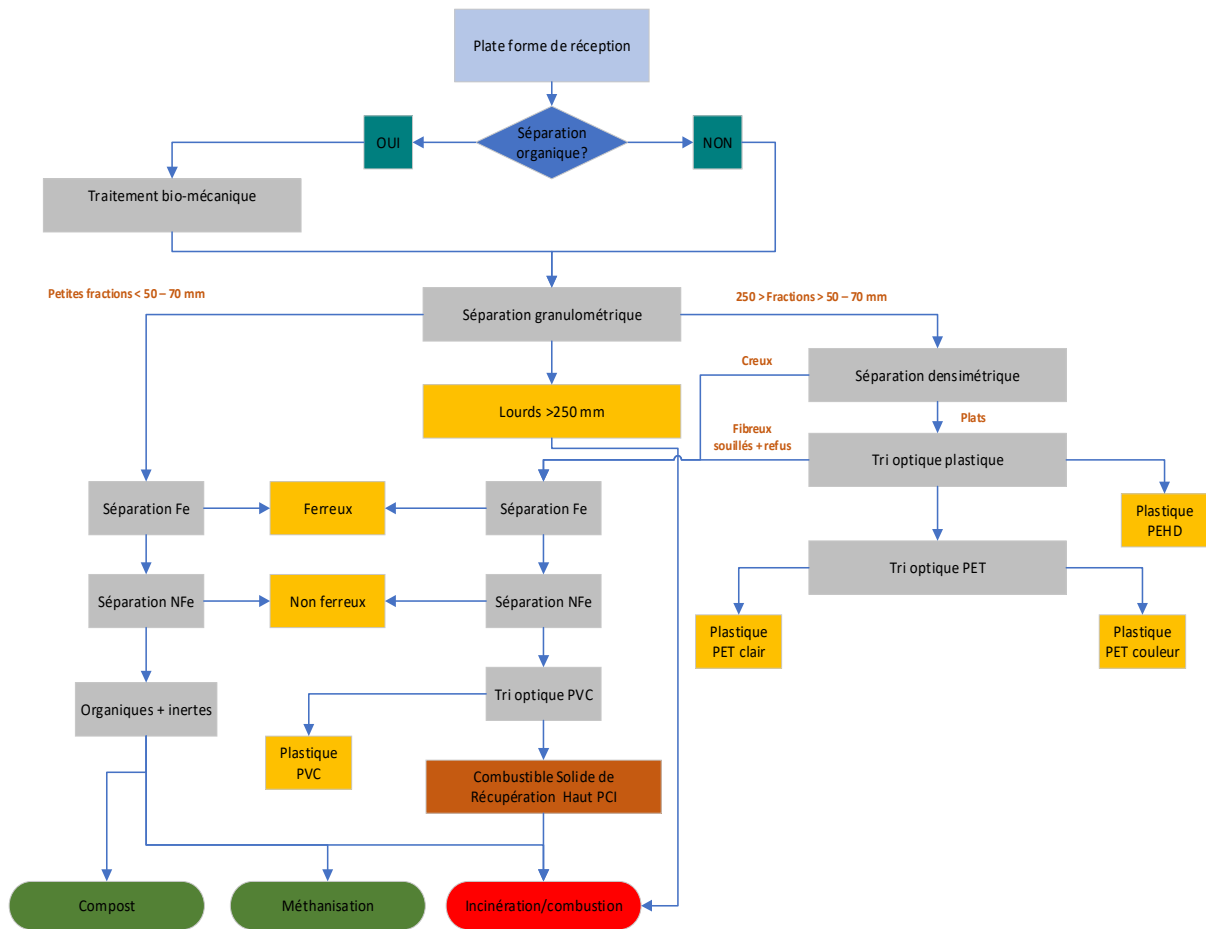 Plate forme de réception
Séparation
organique?
OUI
NON
Traitement bio-mécanique
Petites fractions < 50 – 70 mm
250 > Fractions > 50 – 70 mm
Séparation granulométrique
Creux
Séparation densimétrique
Lourds >250 mm
Plats
Fibreux
souillés + refus
Tri optique plastique
Séparation Fe
Ferreux
Séparation Fe
Plastique
PEHD
Tri optique PET
Séparation NFe
Non ferreux
Séparation NFe
Plastique
PET clair
Plastique
PET couleur
Organiques + inertes
Tri optique PVC
Plastique
PVC
Combustible Solide de
Récupération Haut PCI
Compost
Méthanisation
Incinération/combustion